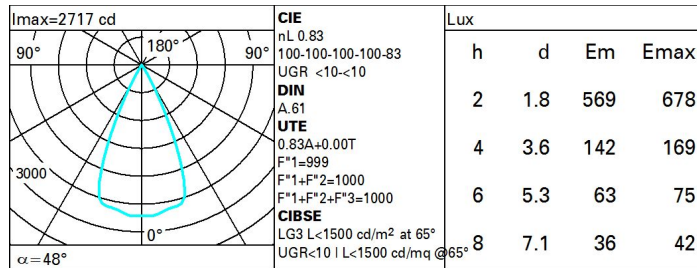 Imax=2717 cd
90° 180° 90°
3000
0°
α=48°
CIE
nL 0.83
100-100-100-100-83
UGR <10-<10
DIN
A.61
UTE
0.83A+0.00T
F"1=999
F"1+F"2=1000
F"1+F"2+F"3=1000
CIBSE
LG3 L<1500 cd/m² at 65°
UGR<10 | L<1500 cd/mq @65°
Lux
h d Em Emax
2 1.8 569 678
4 3.6 142 169
6 5.3 63 75
8 7.1 36 42